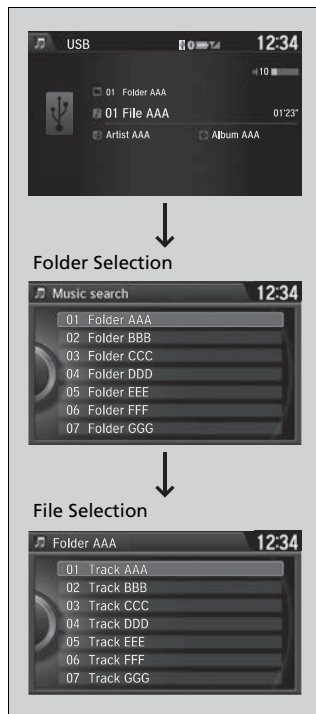 USB 12:34
10
01 Folder AAA
01 File AAA 01'23"
Artist AAA Album AAA
Folder Selection
Music search 12:34
01 Folder AAA
02 Folder BBB
03 Folder CCC
04 Folder DDD
05 Folder EEE
06 Folder FFF
07 Folder GGG
File Selection
Folder AAA 12:34
01 Track AAA
02 Track BBB
03 Track CCC
04 Track DDD
05 Track EEE
06 Track FFF
07 Track GGG